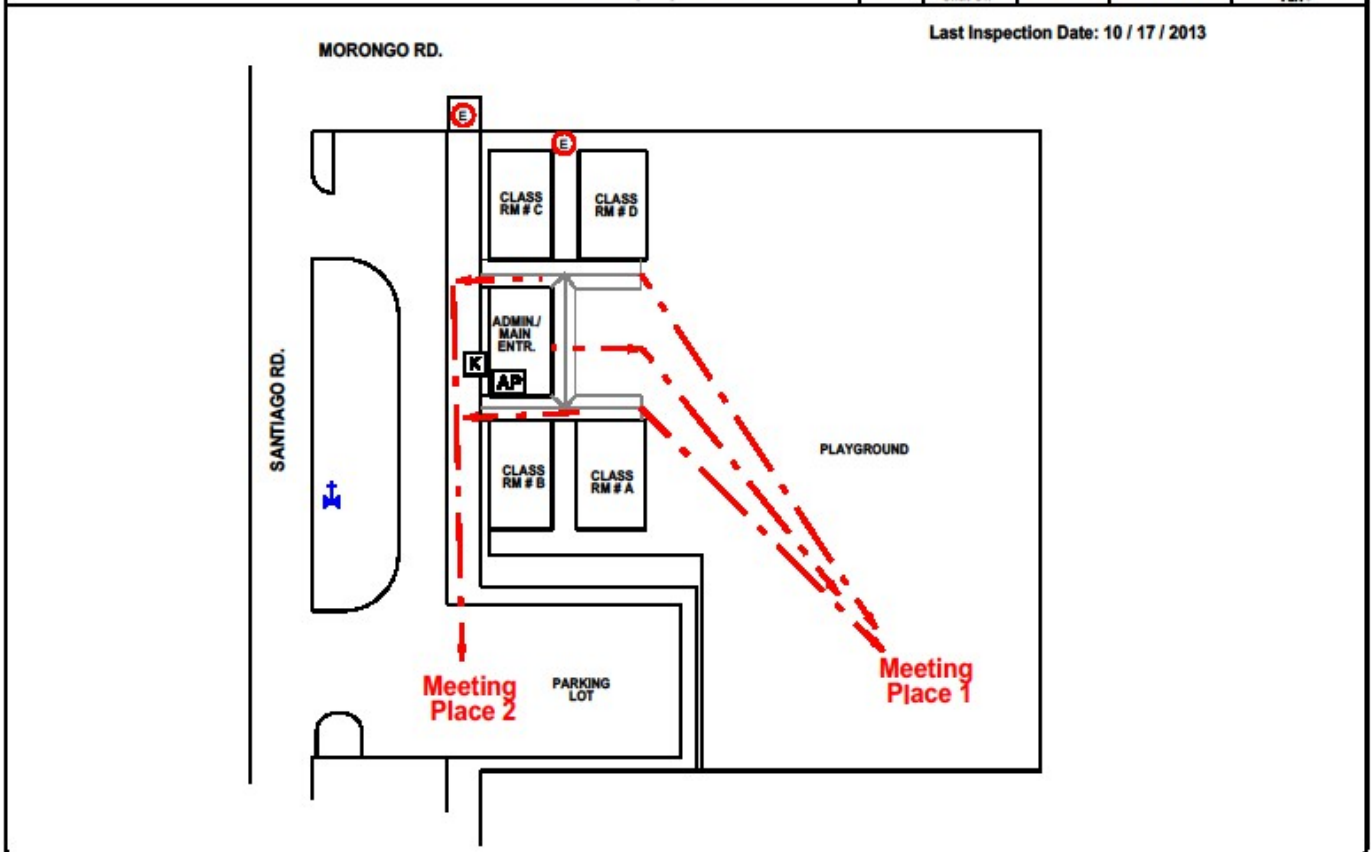 Last Inspection Date: 10 / 17 / 2013
MORONGO RD.
E
E
CLASS
RM # C
CLASS
RM # D
ADMIN./
MAIN
ENTR.
K
AP
SANTIAGO RD.
PLAYGROUND
CLASS
RM # B
CLASS
RM # A
Meeting
Place 1
Meeting
Place 2
PARKING
LOT